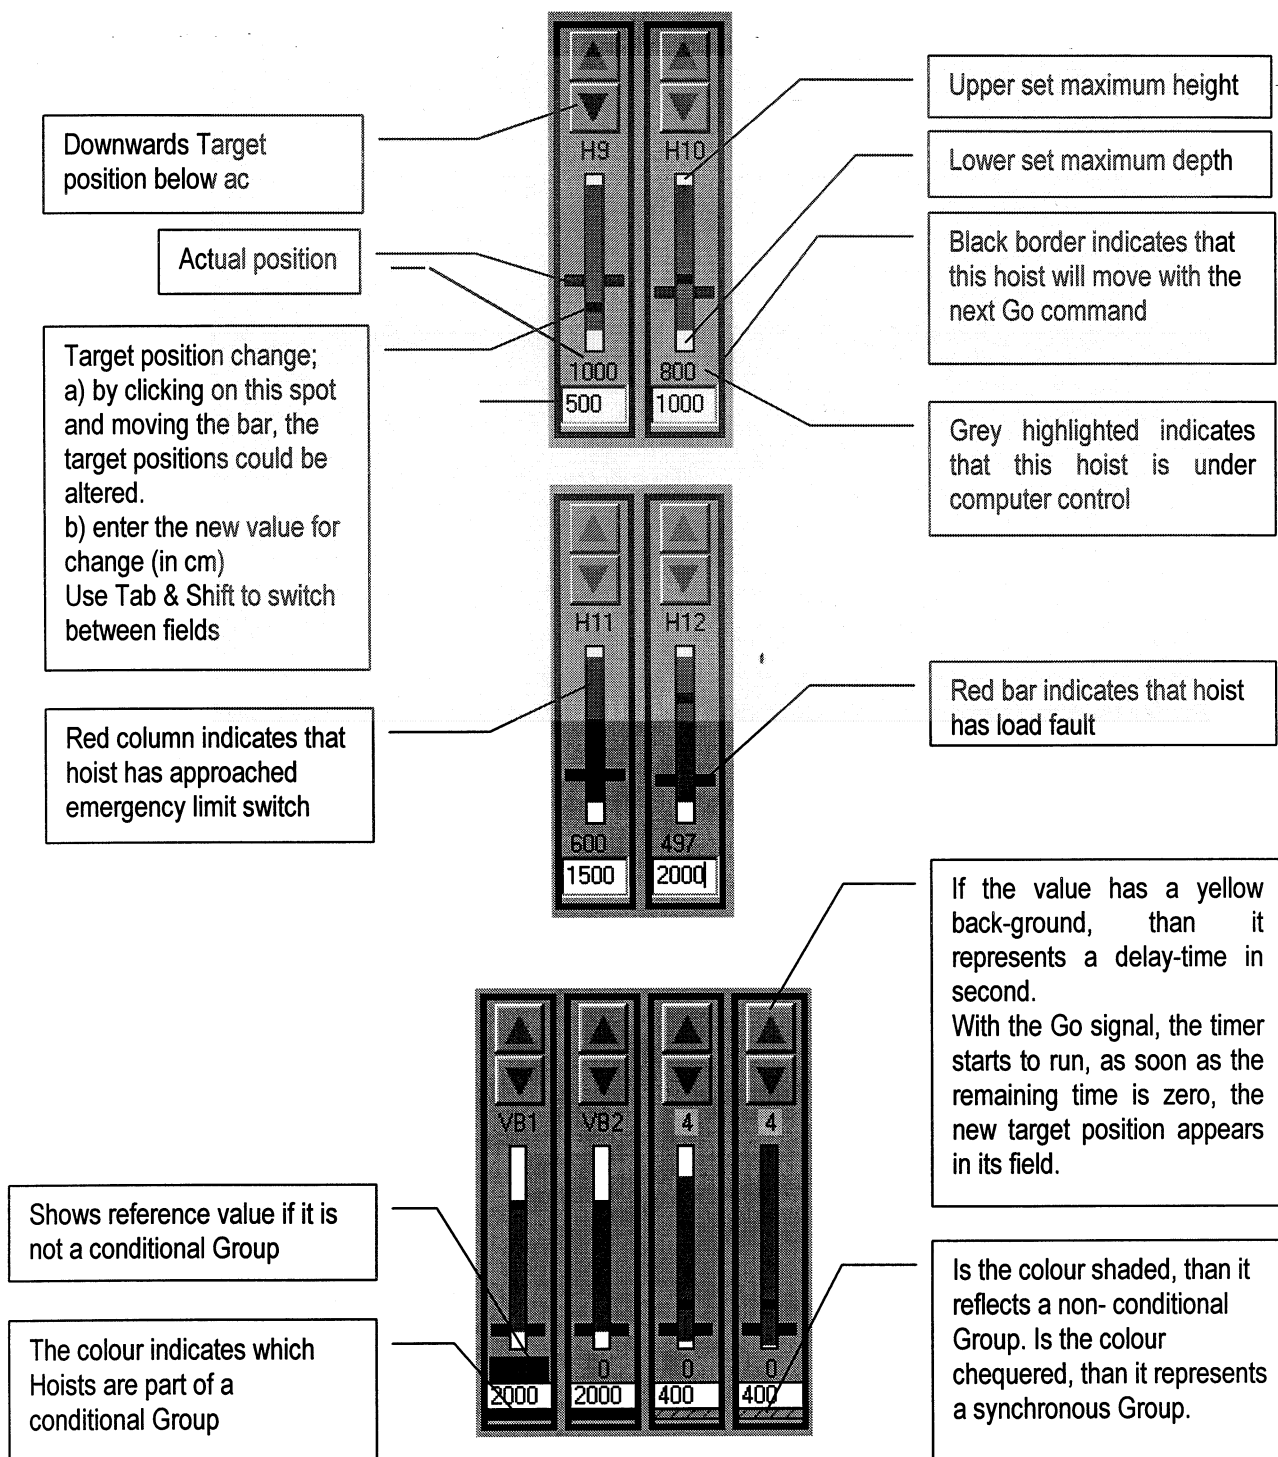 Upper set maximum height
Downwards Target
position below ac
H9
H10
Lower set maximum depth
Actual position
Black border indicates that
this hoist will move with the
next Go command
Target position change;
a) by clicking on this spot
and moving the bar, the
target positions could be
altered.
b) enter the new value for
change (in cm)
Use Tab & Shift to switch
between fields
1000
800
500
1000
Grey highlighted indicates
that this hoist is under
computer control
H11
H12
Red column indicates that
hoist has approached
emergency limit switch
Red bar indicates that hoist
has load fault
600
497
1500
2000
If the value has a yellow
back-ground, than it
represents a delay-time in
second.
With the Go signal, the timer
starts to run, as soon as the
remaining time is zero, the
new target position appears
in its field.
VB1
VB2
4
4
Shows reference value if it is
not a conditional Group
The colour indicates which
Hoists are part of a
conditional Group
0
0
0
2000
2000
400
400
Is the colour shaded, than it
reflects a non- conditional
Group. Is the colour
chequered, than it represents
a synchronous Group.